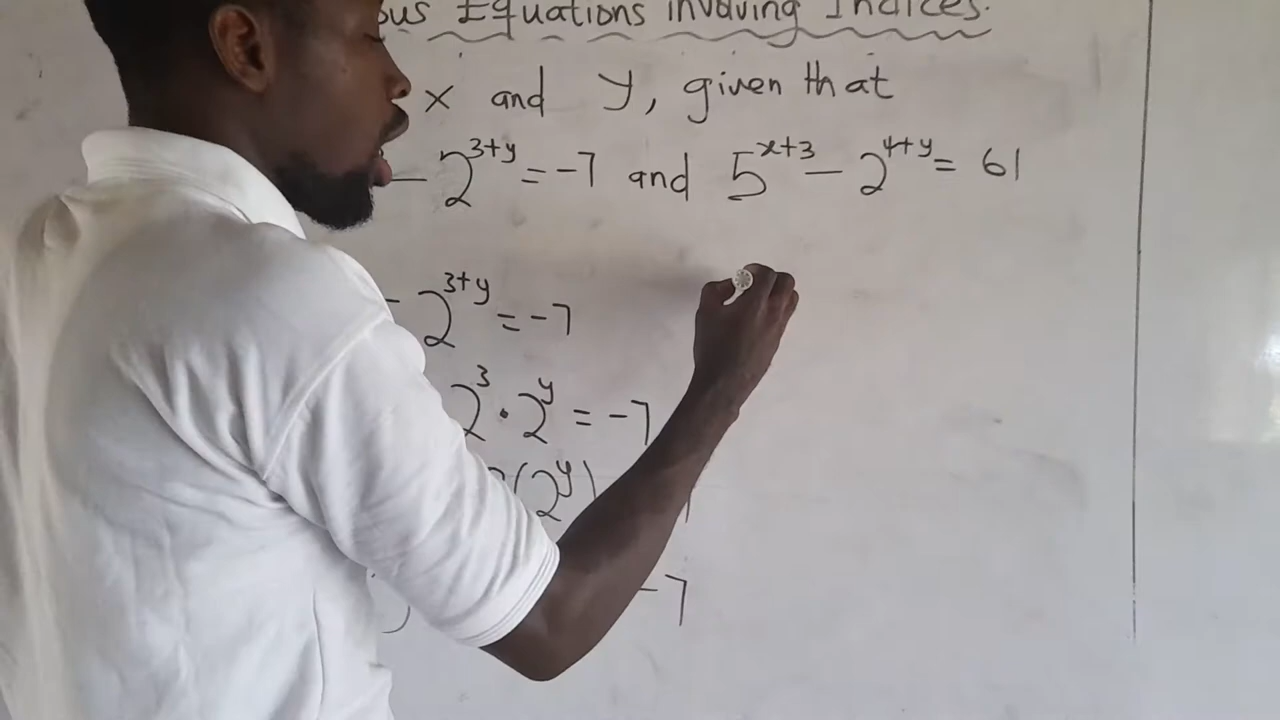 Equations involving Indices.
x and y, given that
- 2^{3+y} = -7 and 5^{x+3} - 2^{4+y} = 61
- 2^{3+y} = -7
2^3 · 2^y = -7
(2^y)
-7